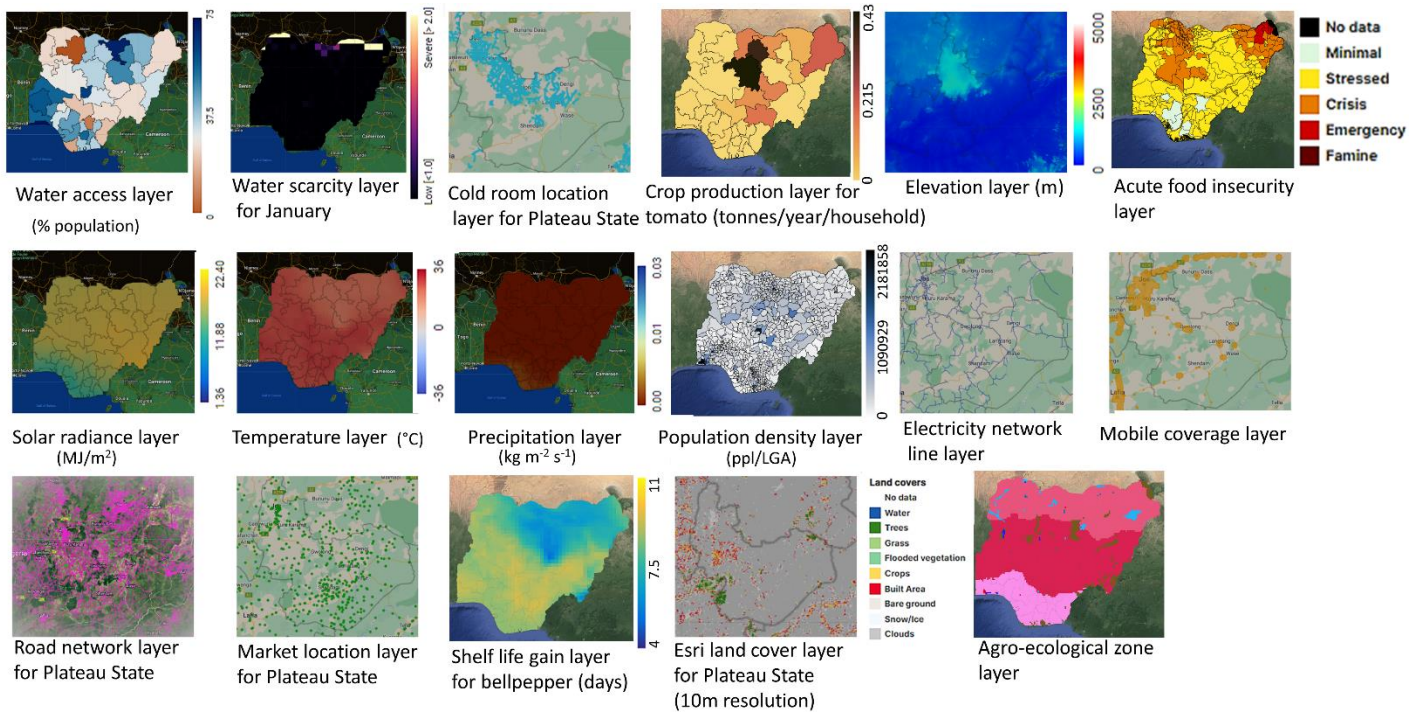 75
37.5
0
Water access layer
(% population)
Severe [> 2.0]
Low [<1.0]
Water scarcity layer
for January
Cold room location
layer for Plateau State
0.43
0.215
0
Crop production layer for
tomato (tonnes/year/household)
5000
2500
0
Elevation layer (m)
No data
Minimal
Stressed
Crisis
Emergency
Famine
Acute food insecurity
layer
22.40
11.88
1.36
Solar radiance layer
(MJ/m²)
36
0
-36
Temperature layer (°C)
0.03
0.01
0.00
Precipitation layer
(kg m⁻² s⁻¹)
2181858
1090929
0
Population density layer
(ppl/LGA)
Electricity network
line layer
Mobile coverage layer
Road network layer
for Plateau State
Market location layer
for Plateau State
11
7.5
4
Shelf life gain layer
for bellpepper (days)
Land covers
No data
Water
Trees
Grass
Flooded vegetation
Crops
Built Area
Bare ground
Snow/Ice
Clouds
Esri land cover layer
for Plateau State
(10m resolution)
Agro-ecological zone
layer